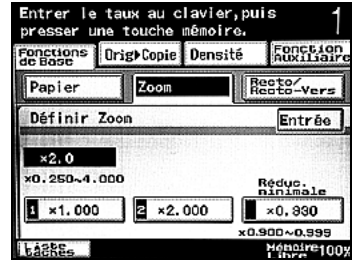 Entrer le taux au clavier,puis 1
presser une touche mémoire.
Fonctions de Base Orig▸Copie Densité Fonction Auxiliaire
Papier Zoom Recto/ Recto-Vers
Définir Zoom Entrée
×2.0
×0.250~4.000
Réduc. minimale
1 ×1.000 2 ×2.000 ×0.930
×0.900~0.999
Liste tâches Mémoire Libre 100%